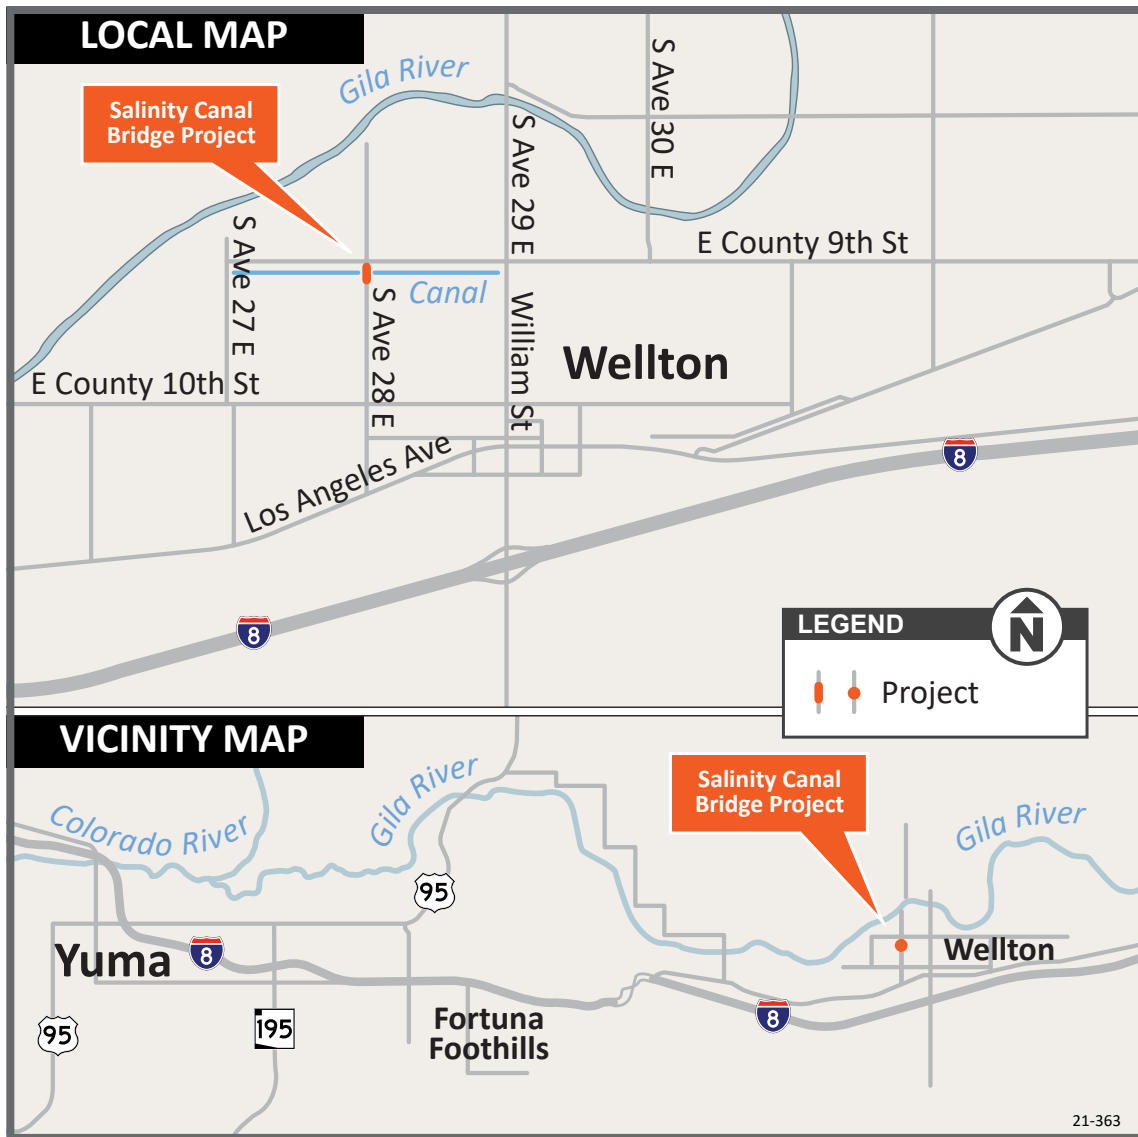 LOCAL MAP
Gila River
Salinity Canal
Bridge Project
S Ave 30 E
S Ave 29 E
S Ave 27 E
E County 9th St
Canal
S Ave 28 E
William St
Wellton
E County 10th St
Los Angeles Ave
8
8
LEGEND
N
Project
VICINITY MAP
Salinity Canal
Bridge Project
Colorado River
Gila River
Gila River
95
Yuma
8
Wellton
95
195
Fortuna
Foothills
8
21-363